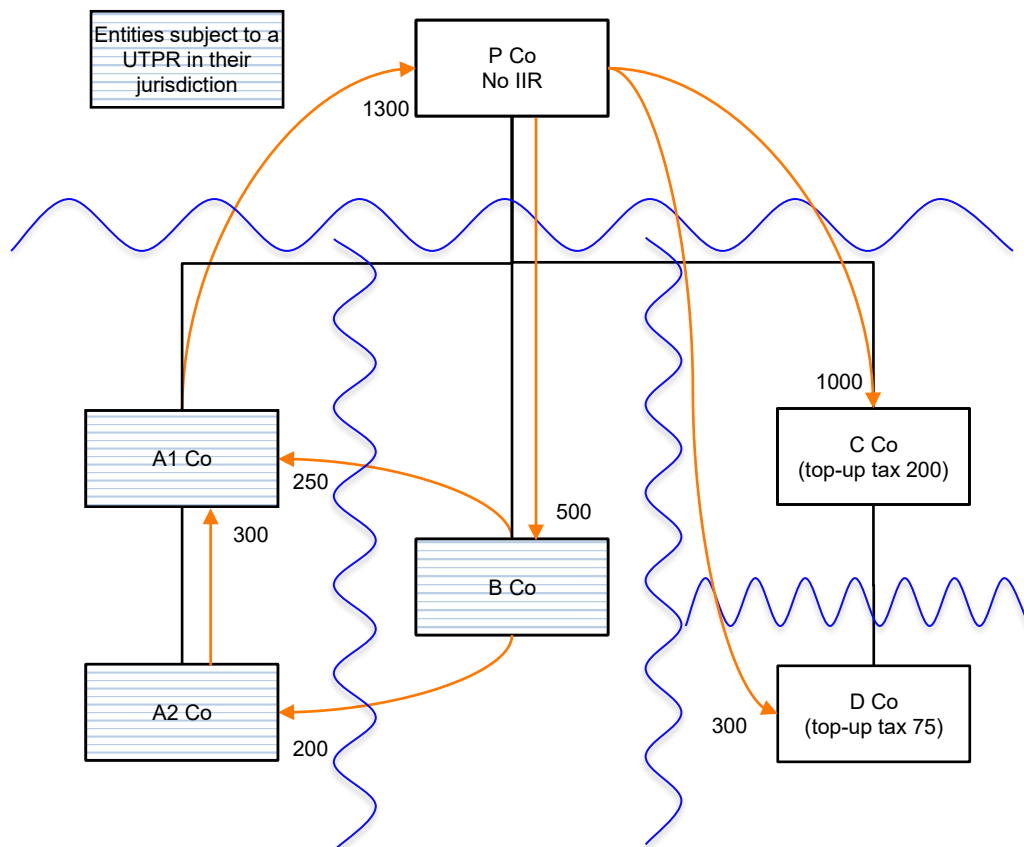 Entities subject to a
UTPR in their
jurisdiction
P Co
No IIR
1300
A1 Co
250
300
500
B Co
A2 Co
200
1000
C Co
(top-up tax 200)
300
D Co
(top-up tax 75)